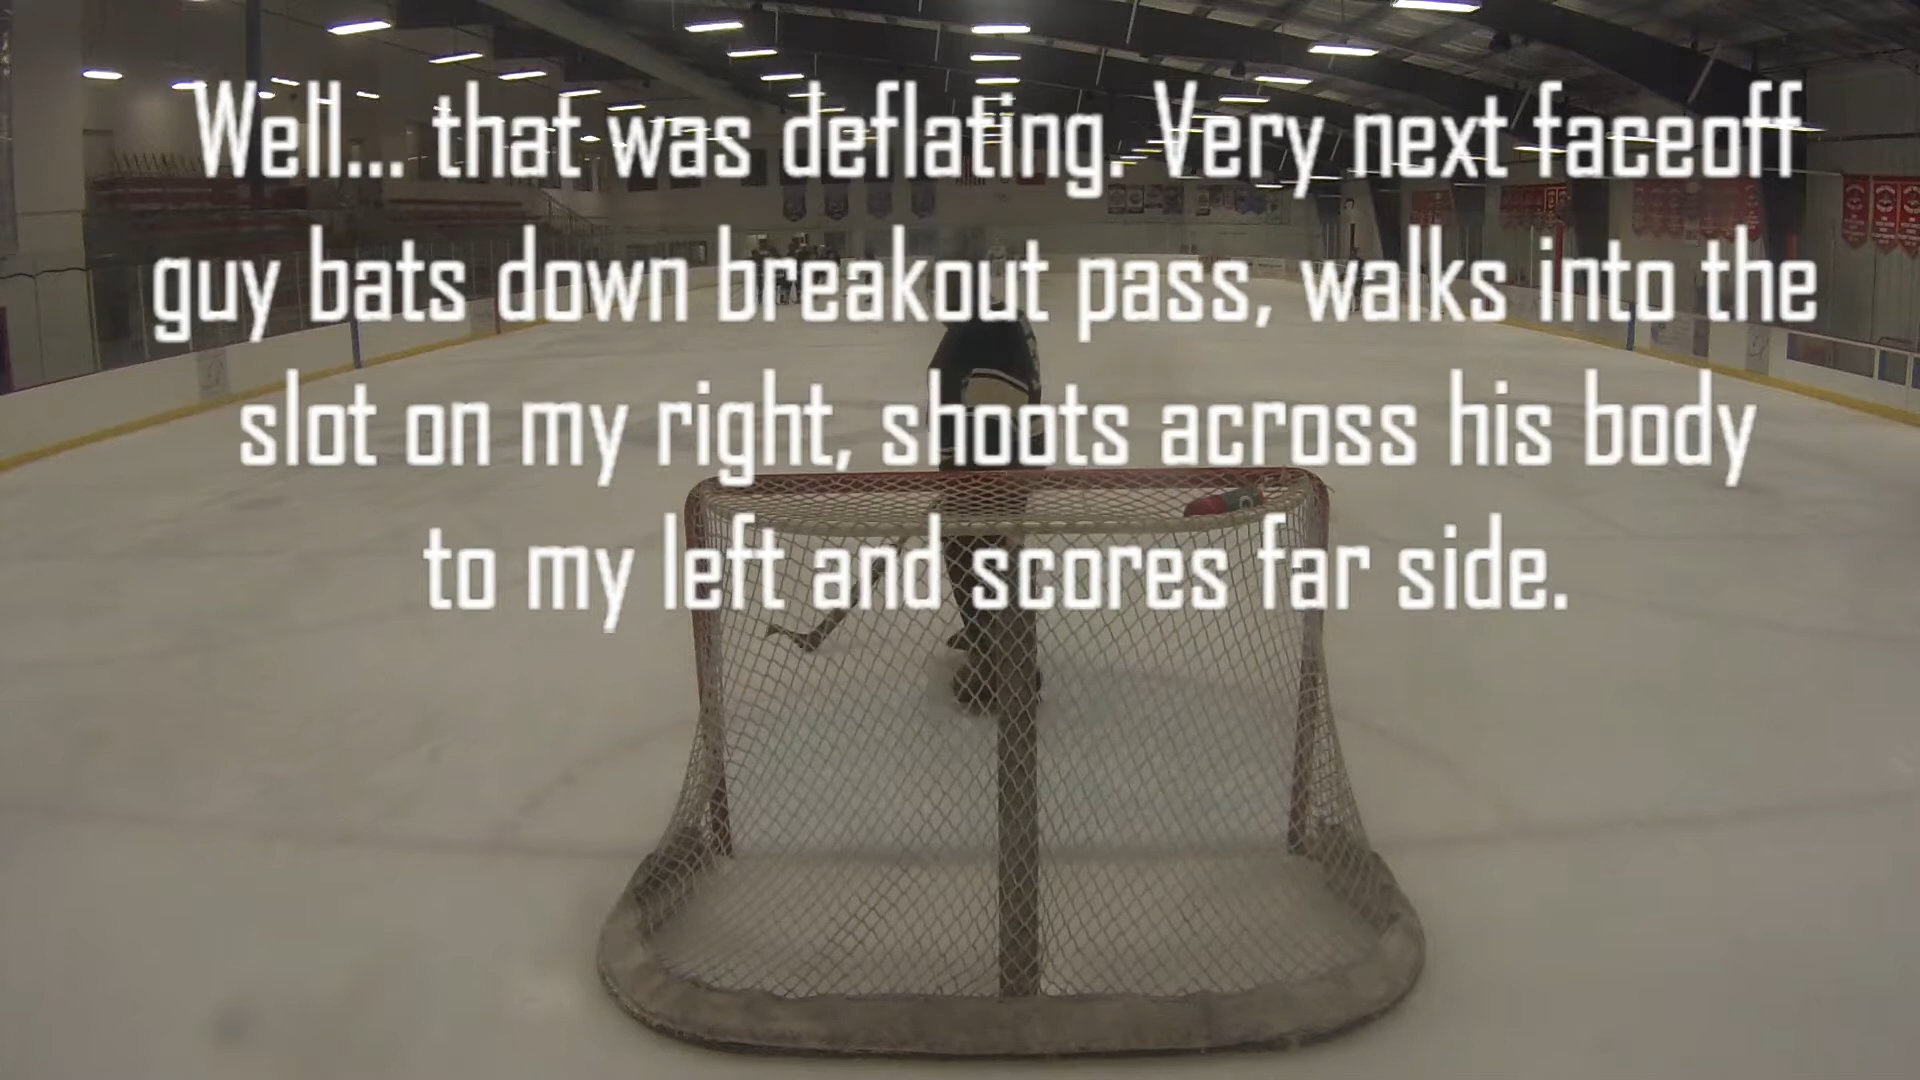 Well... that was deflating. Very next faceoff
guy bats down breakout pass, walks into the
slot on my right, shoots across his body
to my left and scores far side.